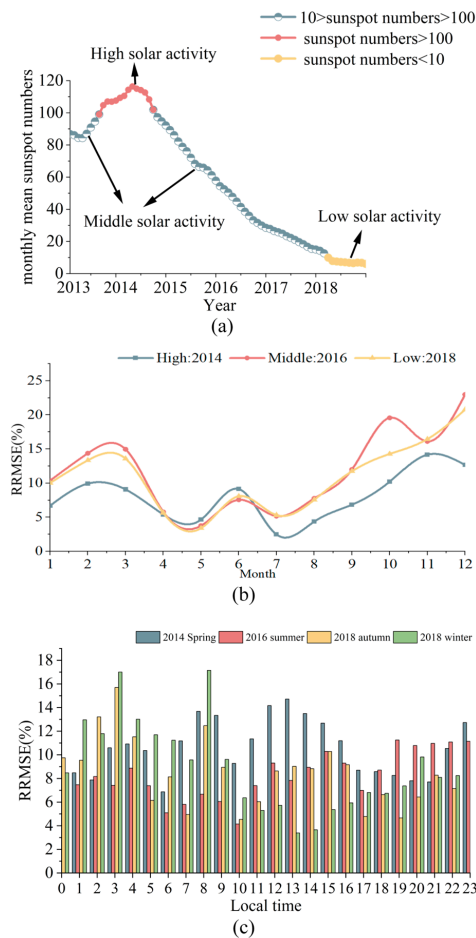 10>sunspot numbers>100
sunspot numbers>100
sunspot numbers<10
High solar activity
120
100
80
60
40
20
0
monthly mean sunspot numbers
Middle solar activity
Low solar activity
2013 2014 2015 2016 2017 2018
Year
(a)
High:2014 Middle:2016 Low:2018
25
20
15
10
5
0
RRMSE(%)
1 2 3 4 5 6 7 8 9 10 11 12
Month
(b)
2014 Spring 2016 summer 2018 autumn 2018 winter
18
16
14
12
10
8
6
4
2
0
RRMSE(%)
0 1 2 3 4 5 6 7 8 9 10 11 12 13 14 15 16 17 18 19 20 21 22 23
Local time
(c)